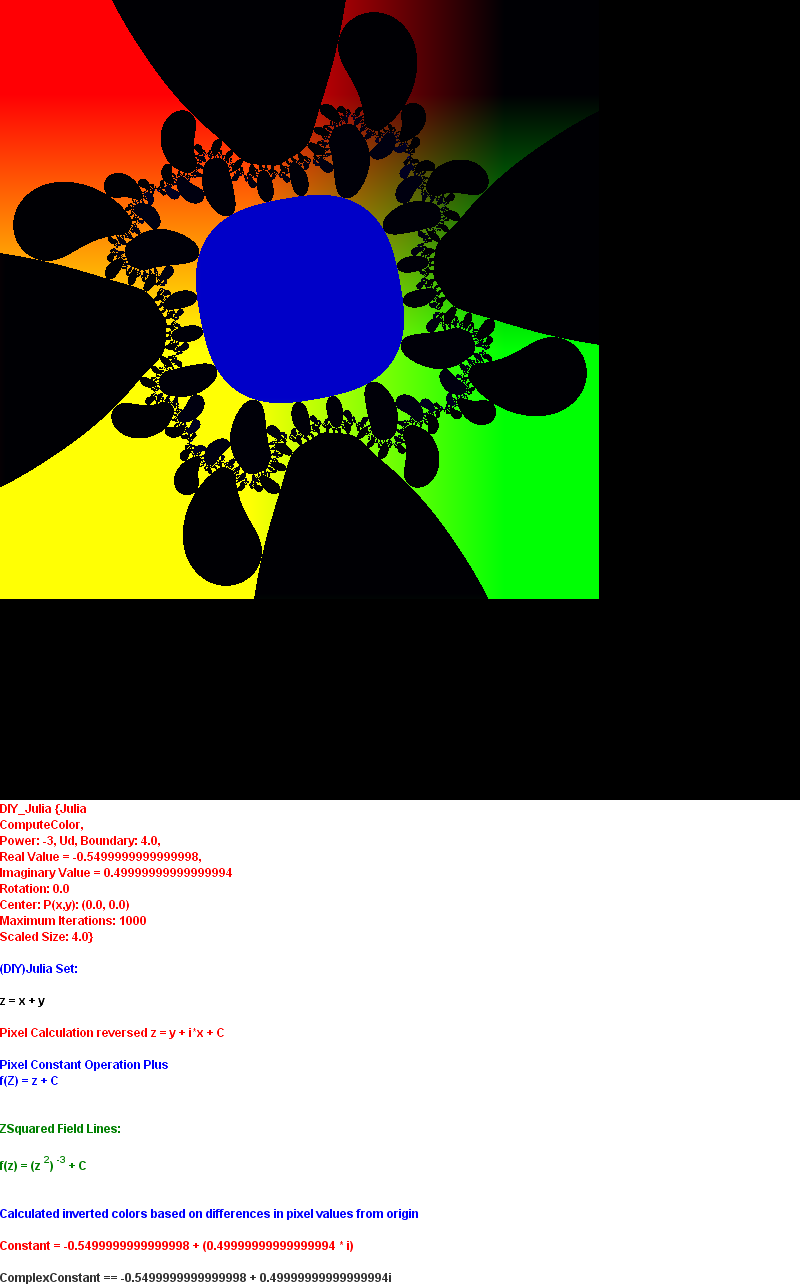 DIY_Julia {Julia
ComputeColor,
Power: -3, Ud, Boundary: 4.0,
Real Value = -0.5499999999999998,
Imaginary Value = 0.49999999999999994
Rotation: 0.0
Center: P(x,y): (0.0, 0.0)
Maximum Iterations: 1000
Scaled Size: 4.0}
(DIY)Julia Set:
z = x + y
Pixel Calculation reversed z = y + i*x + C
Pixel Constant Operation Plus
f(Z) = z + C
ZSquared Field Lines:
f(z) = (z 2) -3 + C
Calculated inverted colors based on differences in pixel values from origin
Constant = -0.5499999999999998 + (0.49999999999999994 * i)
ComplexConstant == -0.5499999999999998 + 0.49999999999999994i